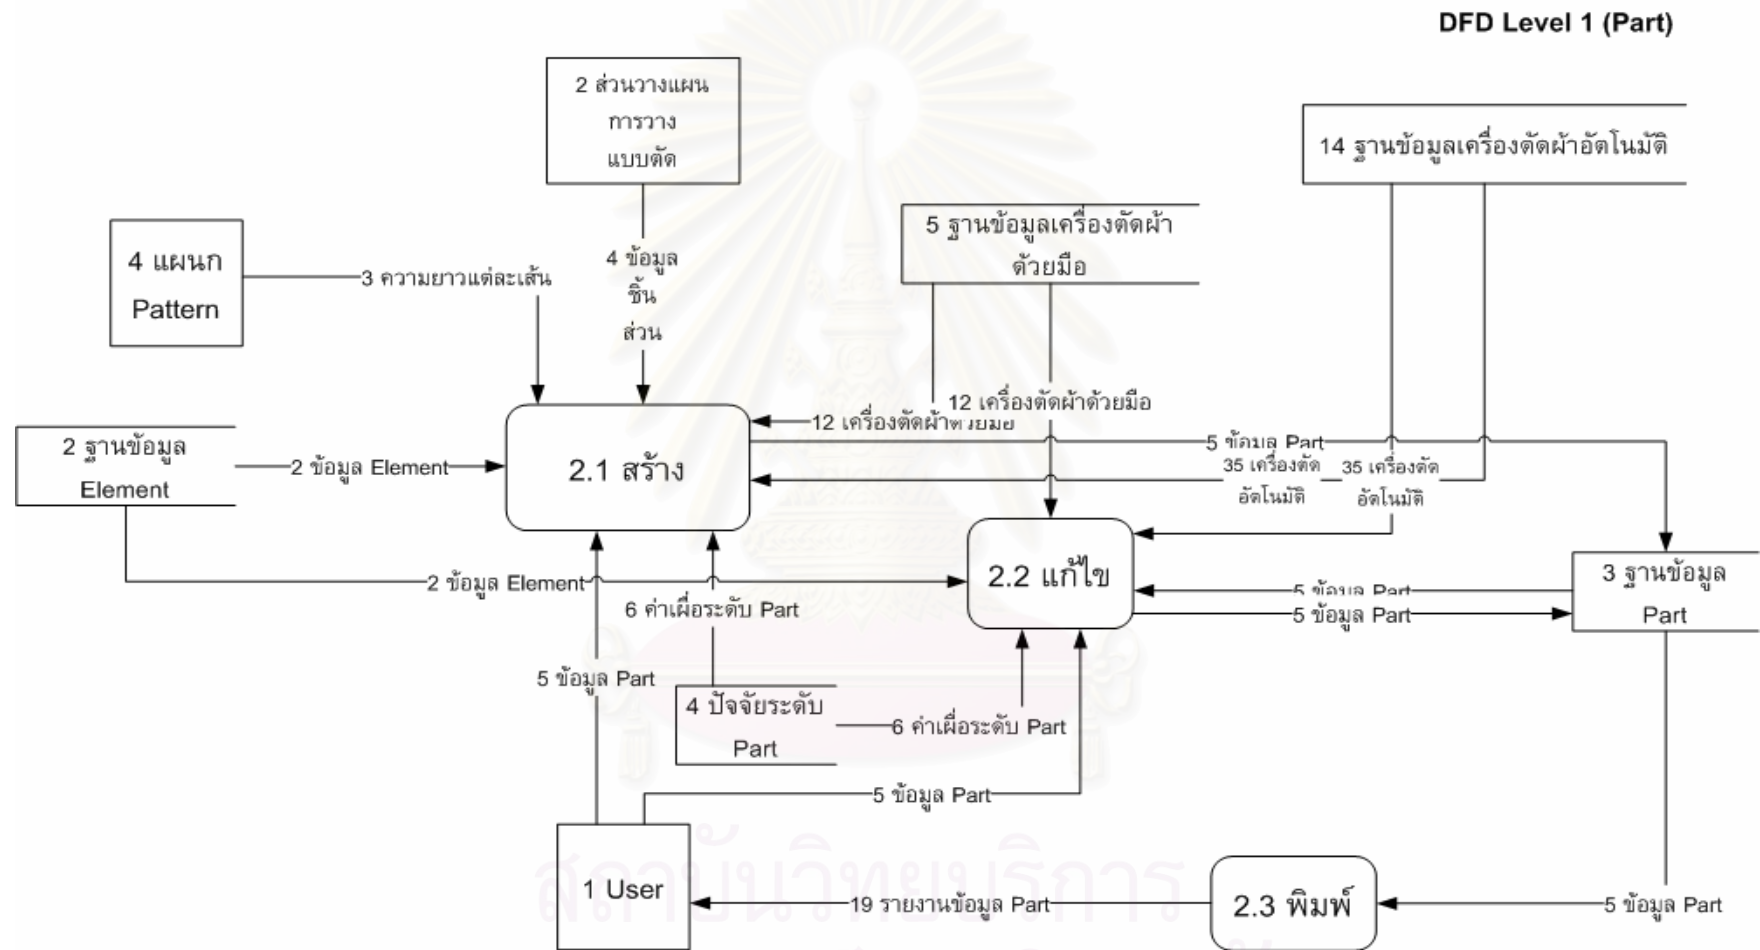 DFD Level 1 (Part)
2 ส่วนวางแผน
การวาง
แบบตัด
14 ฐานข้อมูลเครื่องตัดผ้าอัตโนมัติ
5 ฐานข้อมูลเครื่องตัดผ้า
ด้วยมือ
4 แผนก
Pattern
3 ความยาวแต่ละเส้น
4 ข้อมูล
ชิ้น
ส่วน
12 เครื่องตัดผ้าด้วยมือ
12 เครื่องตัดผ้าด้วยมือ
2 ฐานข้อมูล
Element
2 ข้อมูล Element
2.1 สร้าง
5 ข้อมูล Part
35 เครื่องตัด
อัตโนมัติ
35 เครื่องตัด
อัตโนมัติ
2 ข้อมูล Element
2.2 แก้ไข
5 ข้อมูล Part
5 ข้อมูล Part
3 ฐานข้อมูล
Part
6 ค่าเผื่อระดับ Part
5 ข้อมูล Part
4 ปัจจัยระดับ
Part
6 ค่าเผื่อระดับ Part
5 ข้อมูล Part
1 User
19 รายงานข้อมูล Part
2.3 พิมพ์
5 ข้อมูล Part
สถาบันวิทยบริการ